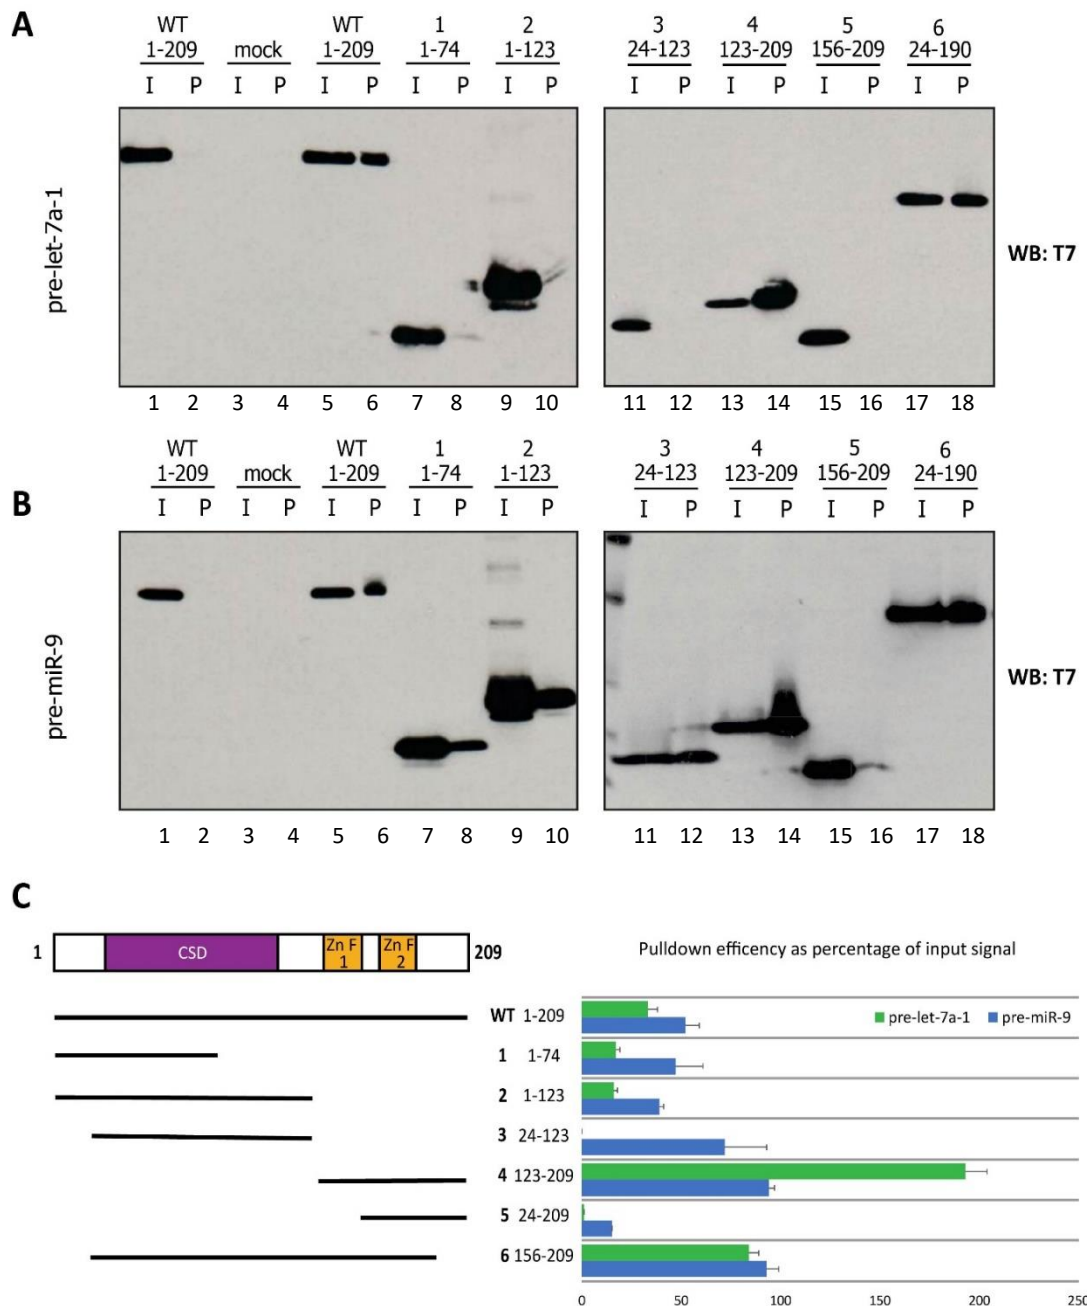 A
WT 1 2 3 4 5 6
1-209 mock 1-209 1-74 1-123 24-123 123-209 156-209 24-190
I P I P I P I P I P I P I P I P I P
pre-let-7a-1
WB: T7
1 2 3 4 5 6 7 8 9 10 11 12 13 14 15 16 17 18
B
WT WT 1 2 3 4 5 6
1-209 mock 1-209 1-74 1-123 24-123 123-209 156-209 24-190
I P I P I P I P I P I P I P I P I P
pre-miR-9
WB: T7
1 2 3 4 5 6 7 8 9 10 11 12 13 14 15 16 17 18
C
1 CSD Zn F 1 Zn F 2 209
Pulldown efficency as percentage of input signal
WT 1-209
pre-let-7a-1 pre-miR-9
1 1-74
2 1-123
3 24-123
4 123-209
5 24-209
6 156-209
0 50 100 150 200 250